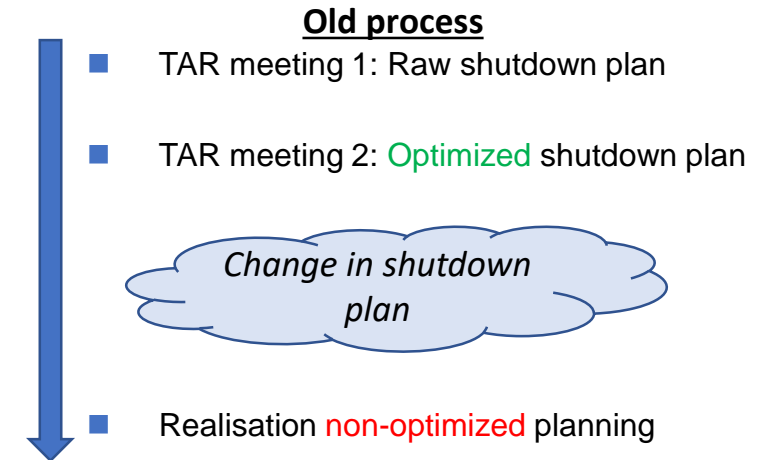 Old process
TAR meeting 1: Raw shutdown plan
TAR meeting 2: Optimized shutdown plan
Change in shutdown
plan
Realisation non-optimized planning